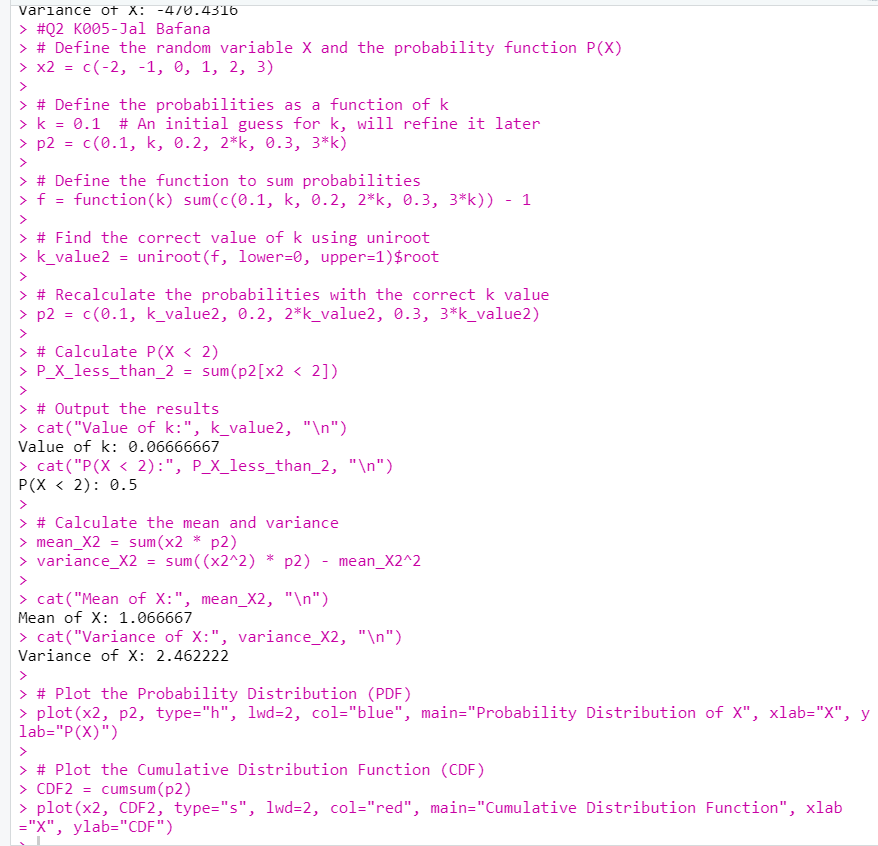 Variance of X: -470.4316
> #Q2 K005-Jal Bafana
> # Define the random variable X and the probability function P(X)
> x2 = c(-2, -1, 0, 1, 2, 3)
>
> # Define the probabilities as a function of k
> k = 0.1  # An initial guess for k, will refine it later
> p2 = c(0.1, k, 0.2, 2*k, 0.3, 3*k)
>
> # Define the function to sum probabilities
> f = function(k) sum(c(0.1, k, 0.2, 2*k, 0.3, 3*k)) - 1
>
> # Find the correct value of k using uniroot
> k_value2 = uniroot(f, lower=0, upper=1)$root
>
> # Recalculate the probabilities with the correct k value
> p2 = c(0.1, k_value2, 0.2, 2*k_value2, 0.3, 3*k_value2)
>
> # Calculate P(X < 2)
> P_X_less_than_2 = sum(p2[x2 < 2])
>
> # Output the results
> cat("Value of k:", k_value2, "\n")
Value of k: 0.06666667
> cat("P(X < 2):", P_X_less_than_2, "\n")
P(X < 2): 0.5
>
> # Calculate the mean and variance
> mean_X2 = sum(x2 * p2)
> variance_X2 = sum((x2^2) * p2) - mean_X2^2
>
> cat("Mean of X:", mean_X2, "\n")
Mean of X: 1.066667
> cat("Variance of X:", variance_X2, "\n")
Variance of X: 2.462222
>
> # Plot the Probability Distribution (PDF)
> plot(x2, p2, type="h", lwd=2, col="blue", main="Probability Distribution of X", xlab="X", y
lab="P(X)")
>
> # Plot the Cumulative Distribution Function (CDF)
> CDF2 = cumsum(p2)
> plot(x2, CDF2, type="s", lwd=2, col="red", main="Cumulative Distribution Function", xlab
="X", ylab="CDF")
>